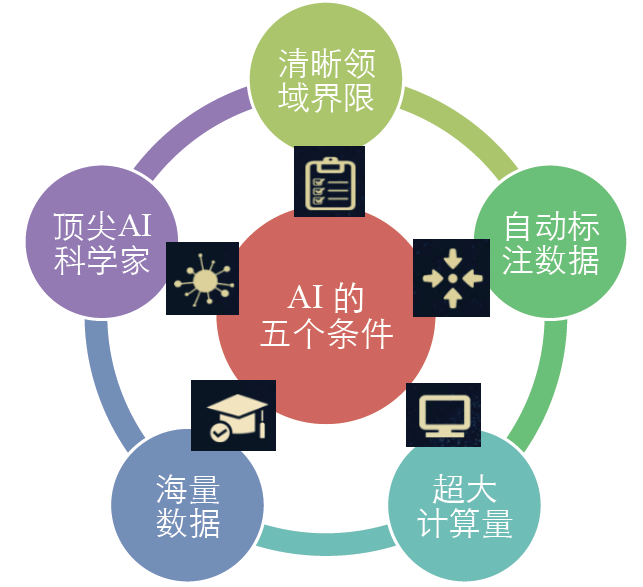 清晰领
域界限
顶尖AI
科学家
自动标
注数据
AI 的
五个条件
海量
数据
超大
计算量